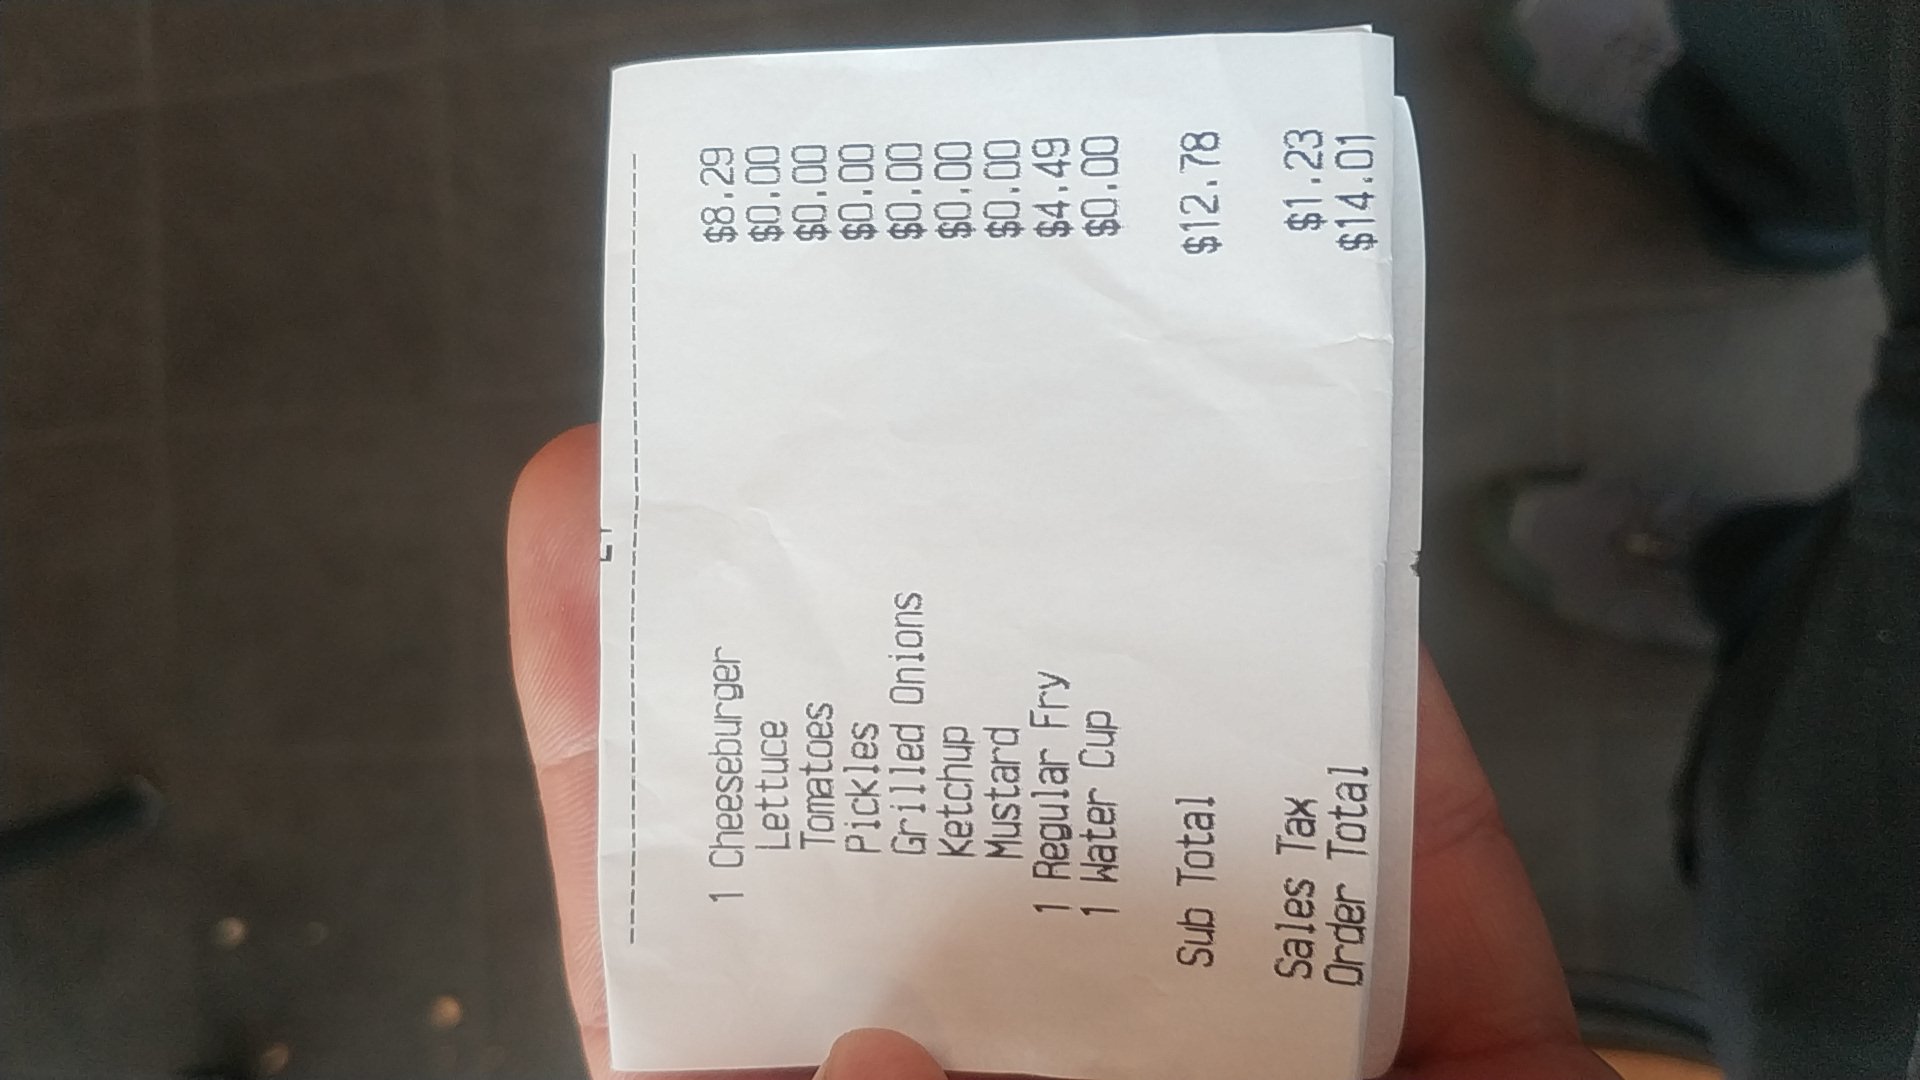 1 Cheeseburger $8.29
Lettuce $0.00
Tomatoes $0.00
Pickles $0.00
Grilled Onions $0.00
Ketchup $0.00
Mustard $0.00
1 Regular Fry $4.49
1 Water Cup $0.00
Sub Total $12.78
Sales Tax $1.23
Order Total $14.01